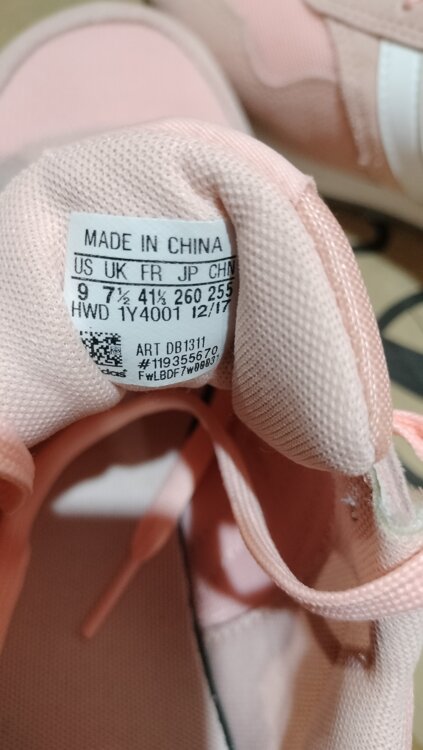 MADE IN CHINA
US UK FR JP CHN
9 7½ 41⅓ 260 255
HWD 1Y4001 12/17
ART DB1311
#119355670
FwLBDF7w09037